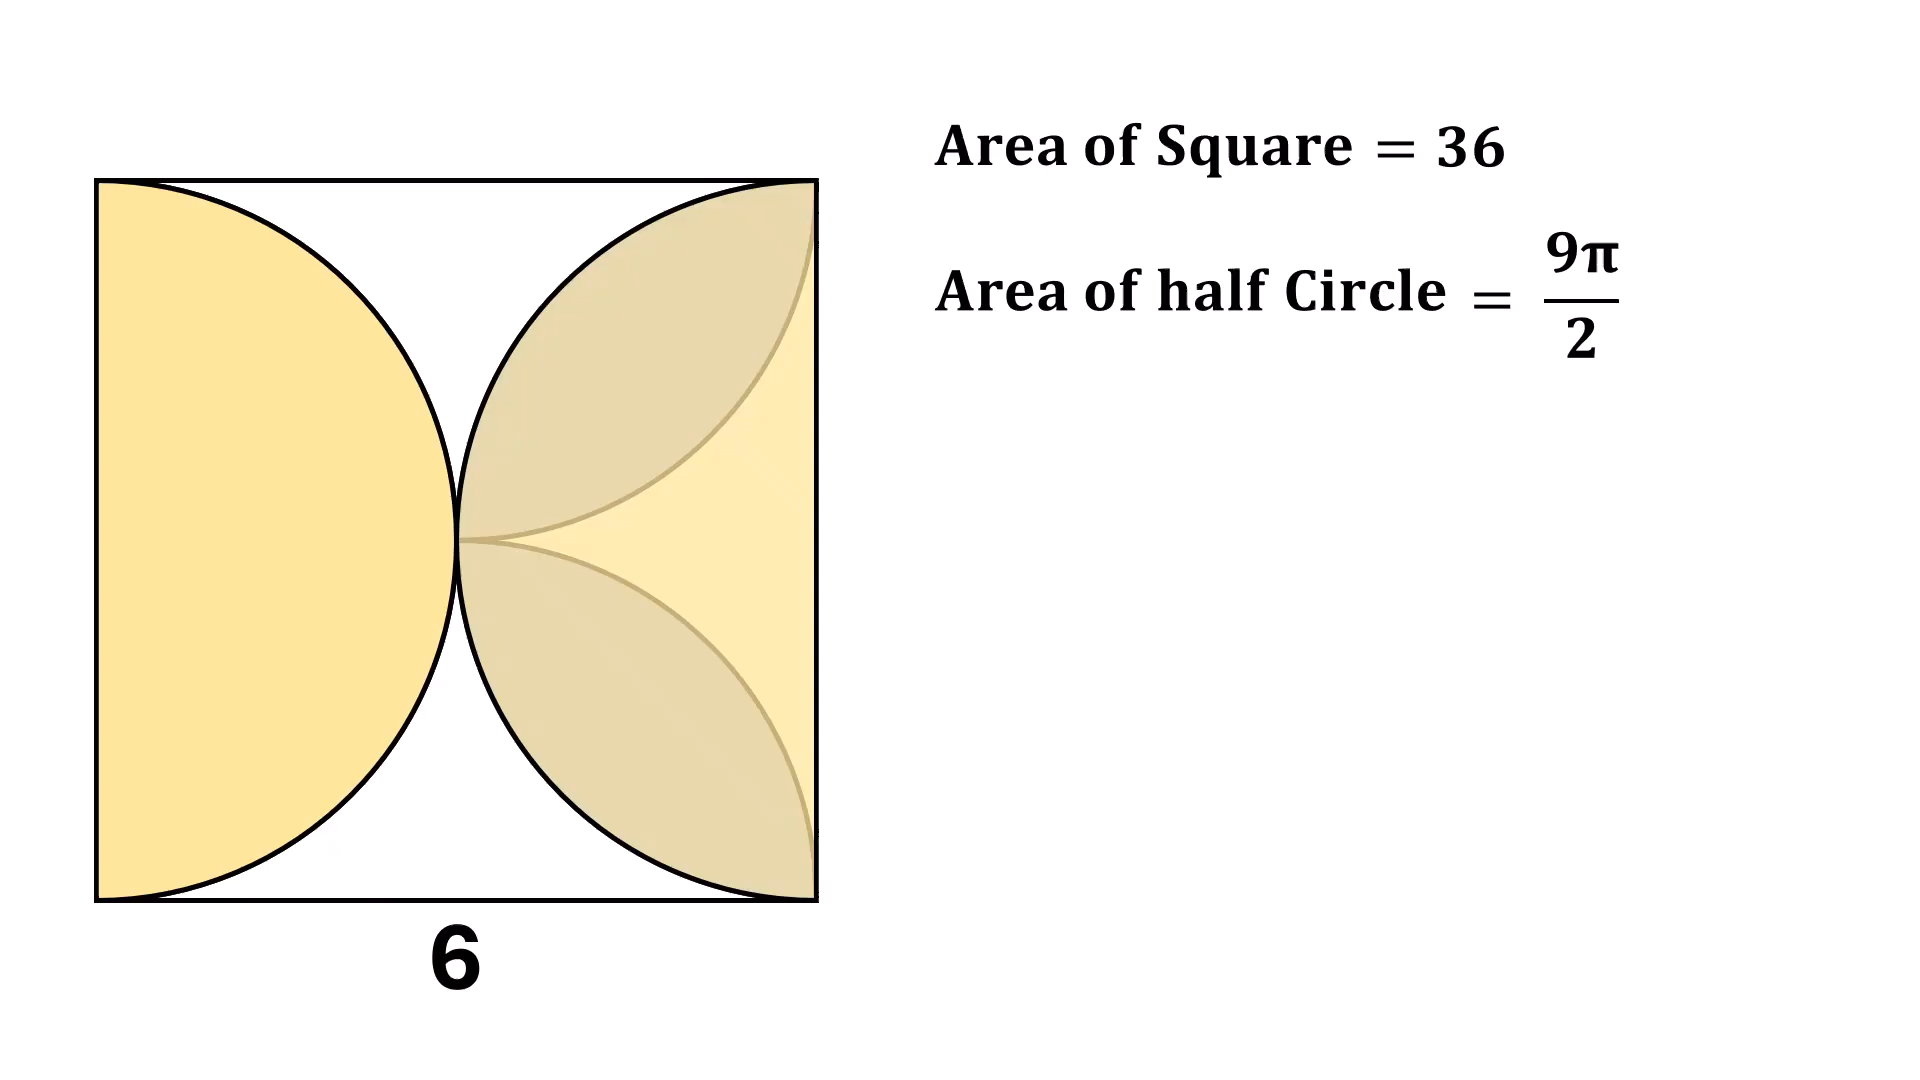 Area of Square = 36
Area of half Circle = 9π/2
6